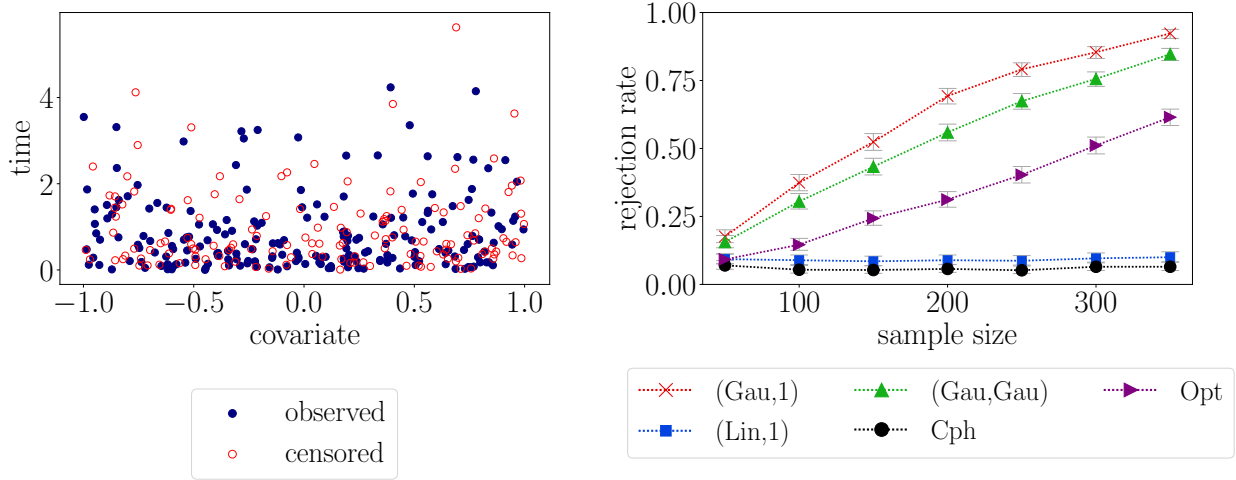 time
4
2
0
−1.0 −0.5 0.0 0.5 1.0
covariate
observed
censored
rejection rate
1.00
0.75
0.50
0.25
0.00
100 200 300
sample size
(Gau,1) (Gau,Gau) Opt
(Lin,1) Cph